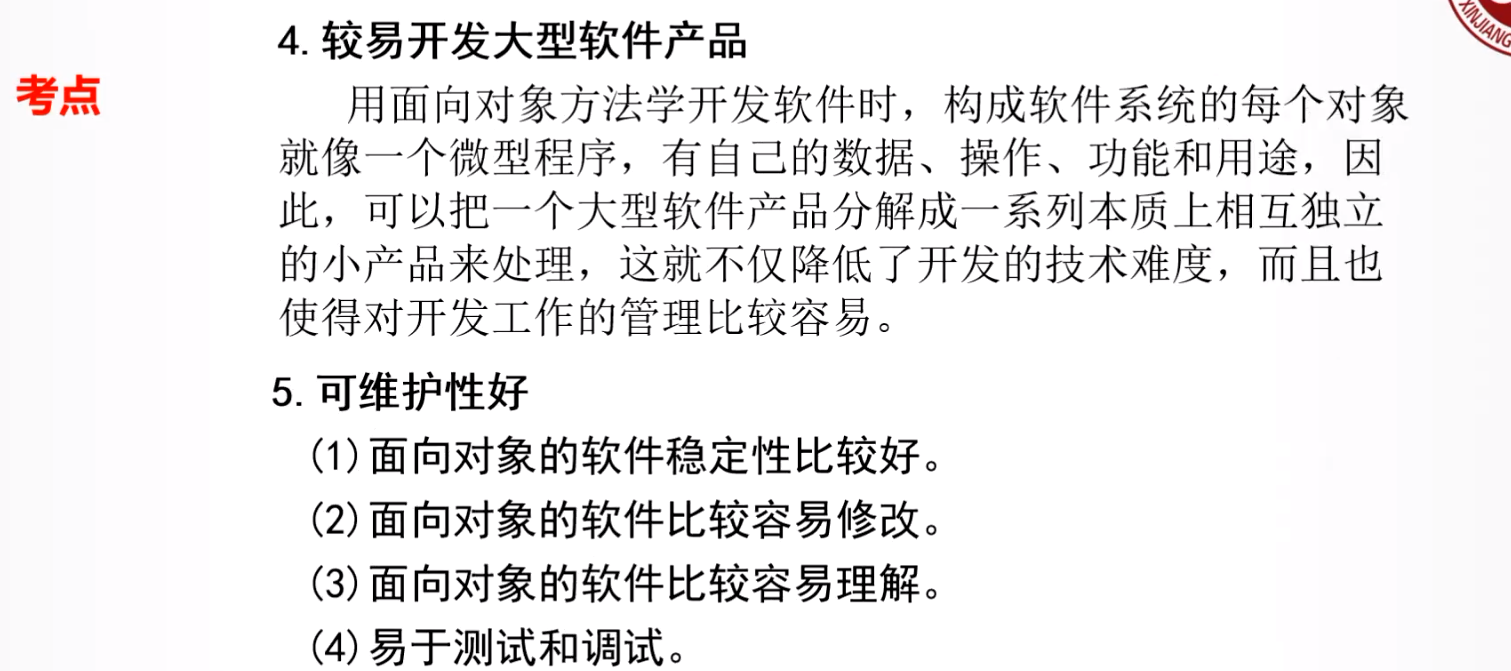 4. 较易开发大型软件产品
考点
用面向对象方法学开发软件时，构成软件系统的每个对象
就像一个微型程序，有自己的数据、操作、功能和用途，因
此，可以把一个大型软件产品分解成一系列本质上相互独立
的小产品来处理，这就不仅降低了开发的技术难度，而且也
使得对开发工作的管理比较容易。
5. 可维护性好
(1) 面向对象的软件稳定性比较好。
(2) 面向对象的软件比较容易修改。
(3) 面向对象的软件比较容易理解。
(4) 易于测试和调试。
XINJIANG